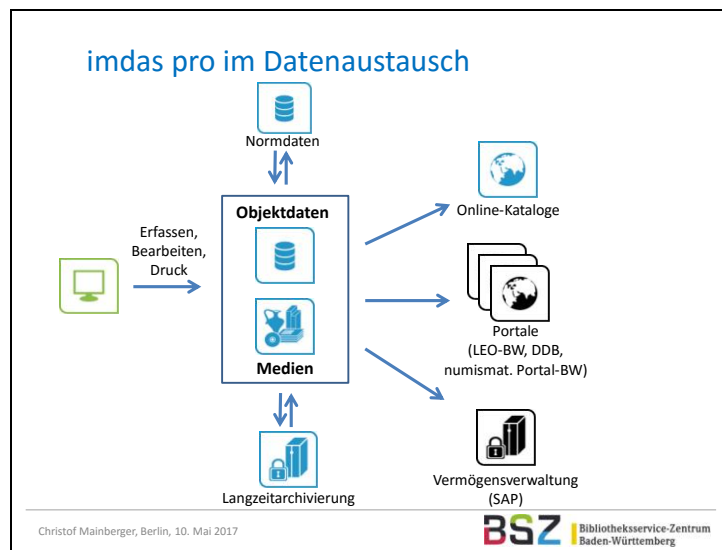 imdas pro im Datenaustausch
Normdaten
Objektdaten
Online-Kataloge
Erfassen,
Bearbeiten,
Druck
Portale
(LEO-BW, DDB,
numismat. Portal-BW)
Medien
Langzeitarchivierung
Vermögensverwaltung
(SAP)
Christof Mainberger, Berlin, 10. Mai 2017
BSZ
Bibliotheksservice-Zentrum
Baden-Württemberg